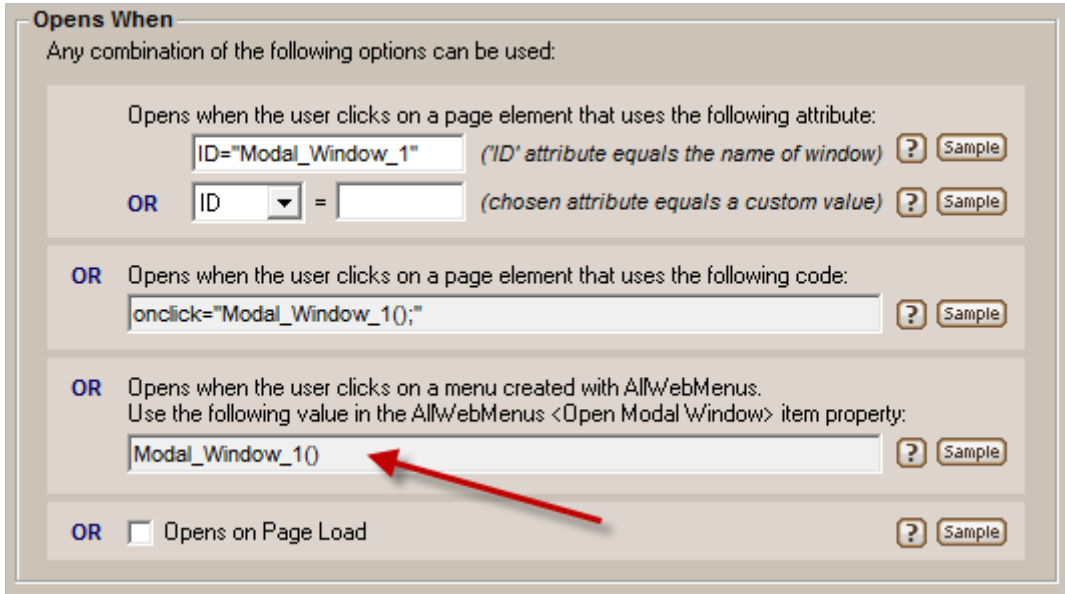 Opens When
Any combination of the following options can be used:
Opens when the user clicks on a page element that uses the following attribute:
ID="Modal_Window_1" ('ID' attribute equals the name of window) ? Sample
OR ID = (chosen attribute equals a custom value) ? Sample
OR Opens when the user clicks on a page element that uses the following code:
onclick="Modal_Window_1();" ? Sample
OR Opens when the user clicks on a menu created with AllWebMenus.
Use the following value in the AllWebMenus <Open Modal Window> item property:
Modal_Window_1() ? Sample
OR Opens on Page Load ? Sample